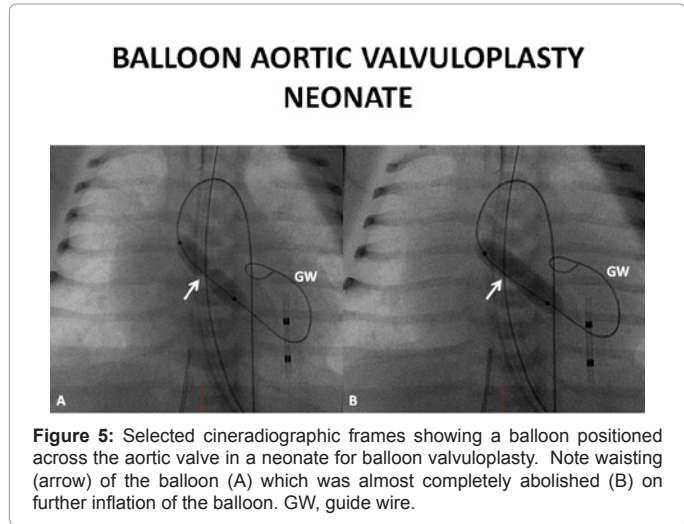 BALLOON AORTIC VALVULOPLASTY
NEONATE
GW
GW
A
B
Figure 5: Selected cineradiographic frames showing a balloon positioned
across the aortic valve in a neonate for balloon valvuloplasty. Note waisting
(arrow) of the balloon (A) which was almost completely abolished (B) on
further inflation of the balloon. GW, guide wire.